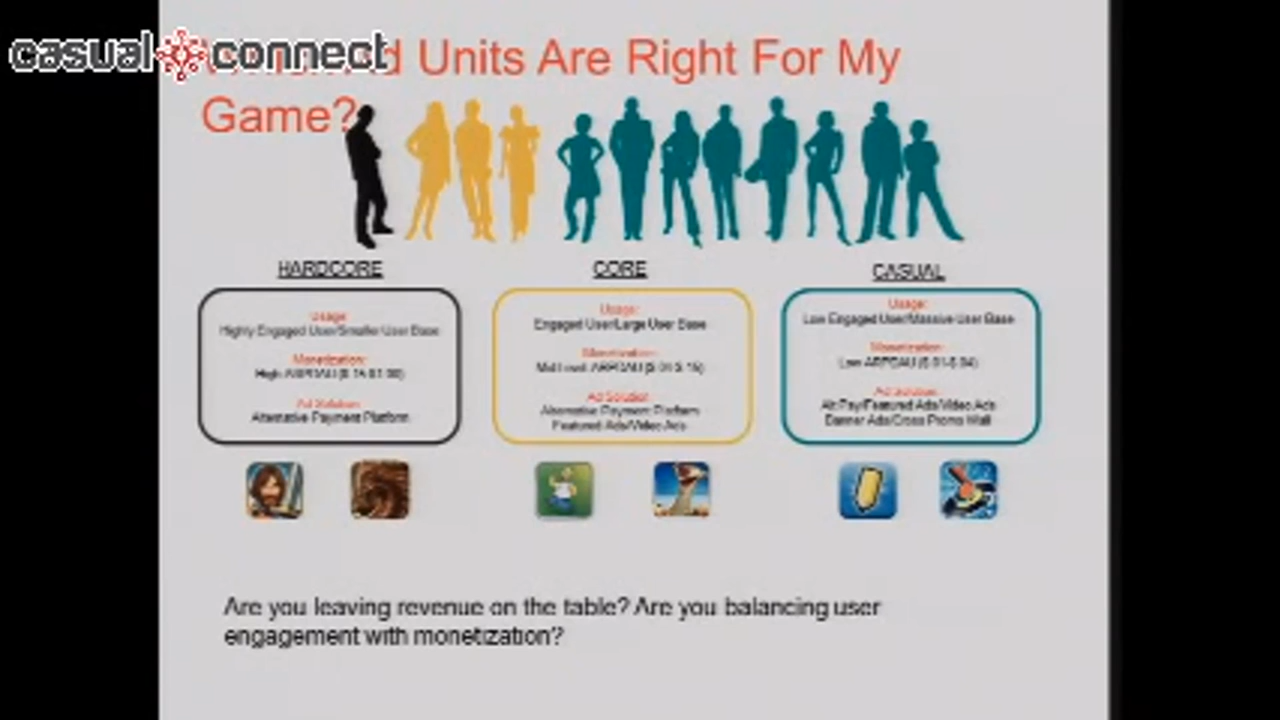 casual connect
Units Are Right For My
Game?
HARDCORE
Usage:
Highly Engaged User/Smaller User Base
Monetization:
High ARPDAU
Ad Solution:
Alternative Payment Platform
CORE
Usage:
Engaged User/Large User Base
Monetization:
Mid Level ARPDAU
Ad Solution:
Alternative Payment Platform
Featured Ads/Video Ads
CASUAL
Usage:
Low Engaged User/Massive User Base
Monetization:
Low ARPDAU ($.01-$.04)
Ad Solution:
Alt Pay/Featured Ads/Video Ads
Banner Ads/Cross Promo Wall
Are you leaving revenue on the table? Are you balancing user
engagement with monetization?